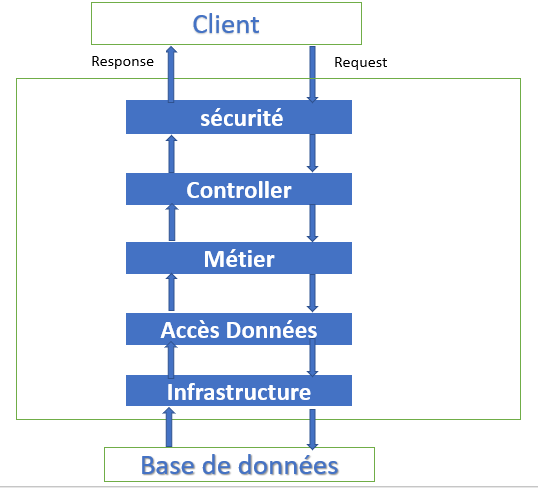 Client
Response
Request
sécurité
Controller
Métier
Accès Données
Infrastructure
Base de données